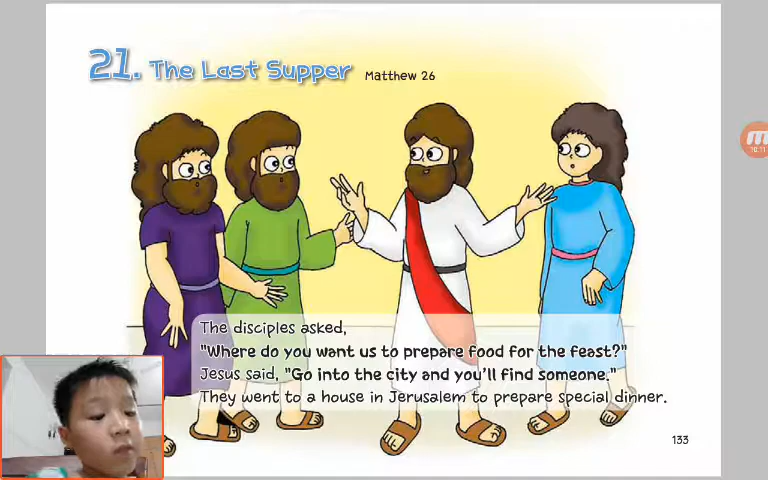 21. The Last Supper Matthew 26
The disciples asked,
"Where do you want us to prepare food for the feast?"
Jesus said, "Go into the city and you'll find someone."
They went to a house in Jerusalem to prepare special dinner.
133